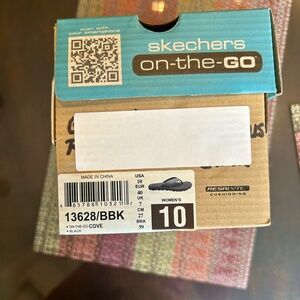 scan with
your smartphone
skechers
on-the-GO
MADE IN CHINA
USA
EUR
40
UK
7
CM
27
BRA
39
13628/BBK
WOMEN'S
10
• ON-THE-GO-COVE
• BLACK
RESALYTE
CUSHIONING